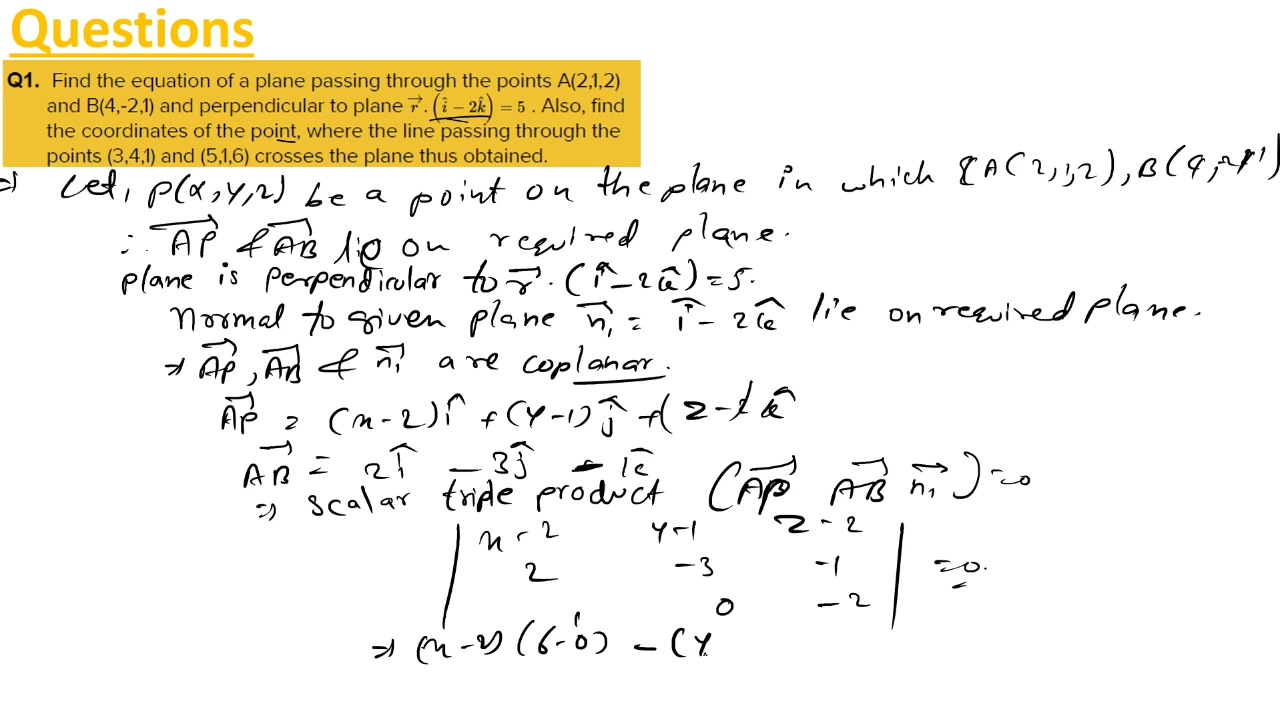 Questions
Q1. Find the equation of a plane passing through the points A(2,1,2)
and B(4,-2,1) and perpendicular to plane r⃗ . (î − 2k̂) = 5 . Also, find
the coordinates of the point, where the line passing through the
points (3,4,1) and (5,1,6) crosses the plane thus obtained.
⇒ Let, P(x,y,z) be a point on the plane in which A(2,1,2), B(4,-2,1)
∴ AP⃗ & AB⃗ lie on required plane.
plane is perpendicular to r⃗ . (î − 2k̂) = 5.
Normal to given plane n⃗₁ = î − 2k̂ lie on required plane.
⇒ AP⃗, AB⃗ & n⃗₁ are coplanar.
AP⃗ = (x−2)î + (y−1)ĵ + (z−2 k̂
AB⃗ = 2î − 3ĵ − k̂
⇒ scalar triple product (AP⃗ AB⃗ n⃗₁) = 0
| x − 2 y − 1 z − 2 |
| 2 −3 −1 | = 0.
| 1 0 −2 |
⇒ (x − 2) (6 − 0) − (y